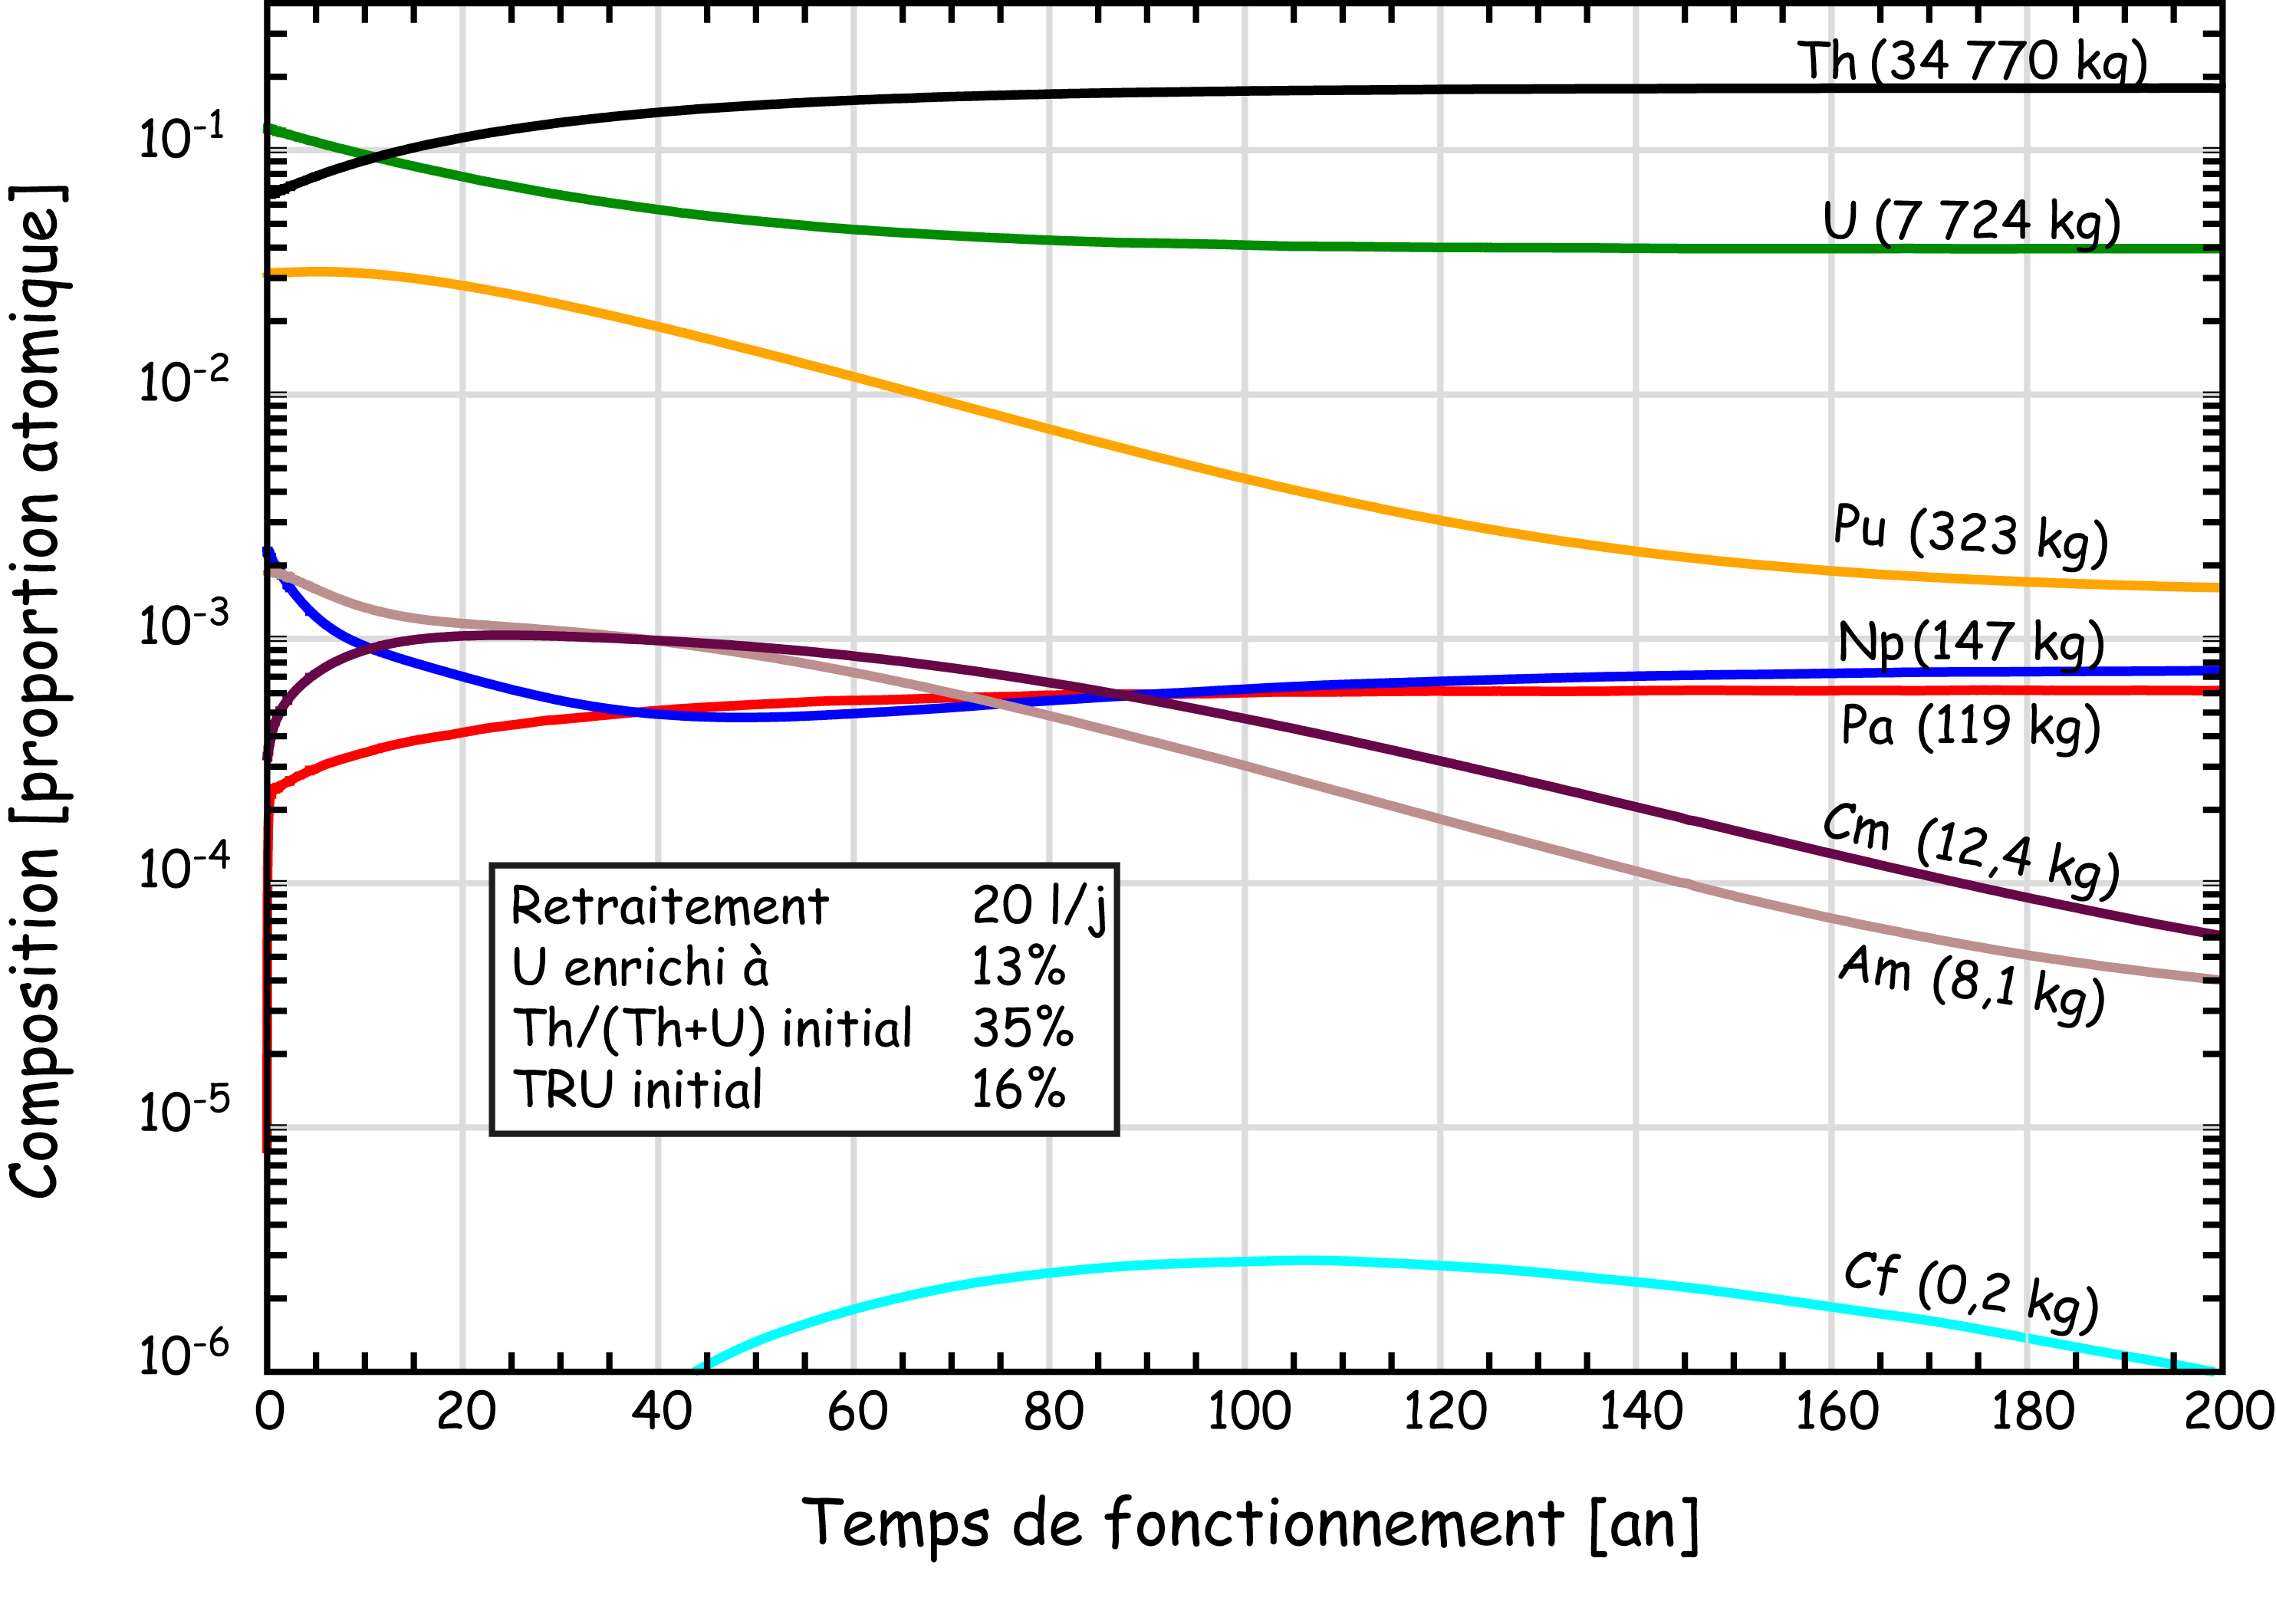 Composition [proportion atomique]
10-1
10-2
10-3
10-4
10-5
10-6
Th (34 770 kg)
U (7 724 kg)
Pu (323 kg)
Np (147 kg)
Pa (119 kg)
Cm (12,4 kg)
Am (8,1 kg)
Cf (0,2 kg)
Retraitement 20 l/j
U enrichi à 13%
Th/(Th+U) initial 35%
TRU initial 16%
0 20 40 60 80 100 120 140 160 180 200
Temps de fonctionnement [an]